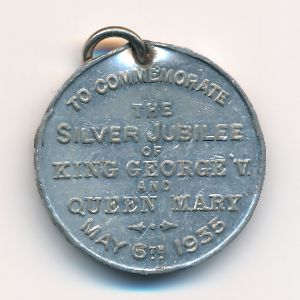 TO COMMEMORATE
THE
SILVER JUBILEE
OF
KING GEORGE V.
AND
QUEEN MARY
MAY 6TH 1935